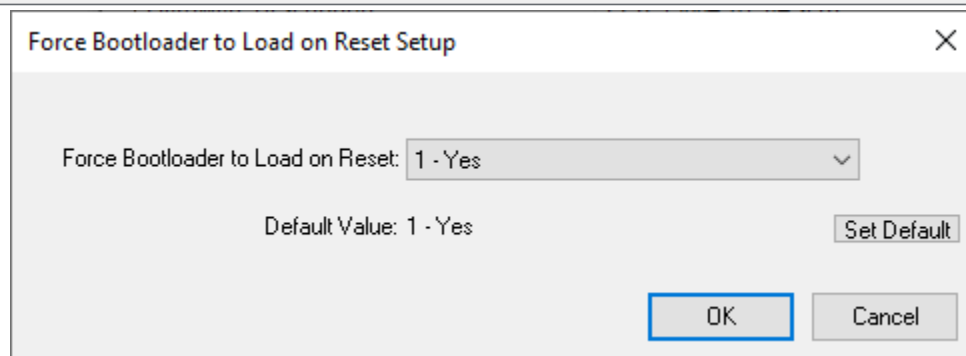 Force Bootloader to Load on Reset Setup
Force Bootloader to Load on Reset: 1 - Yes
Default Value: 1 - Yes
Set Default
OK
Cancel